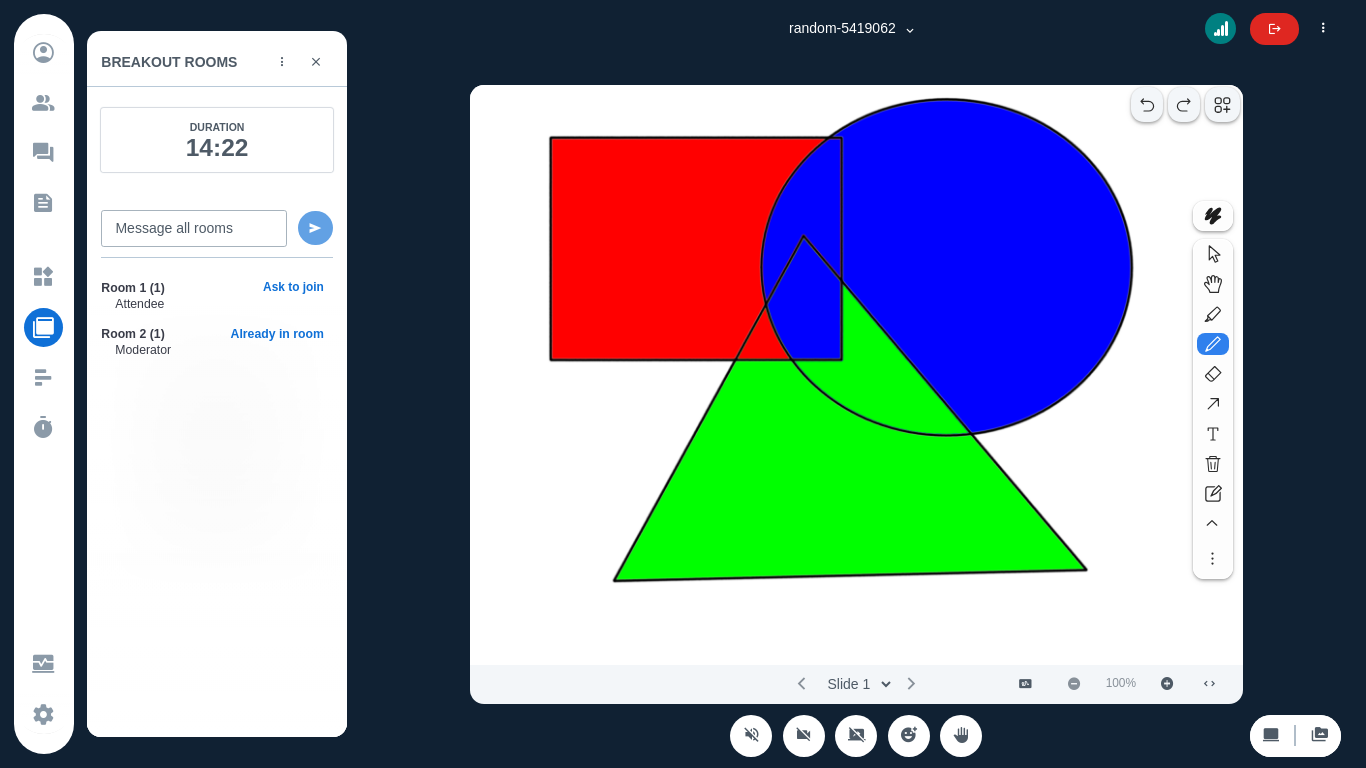 random-5419062
BREAKOUT ROOMS
DURATION
14:22
Message all rooms
Room 1 (1) Ask to join
Attendee
Room 2 (1) Already in room
Moderator
Slide 1
100%